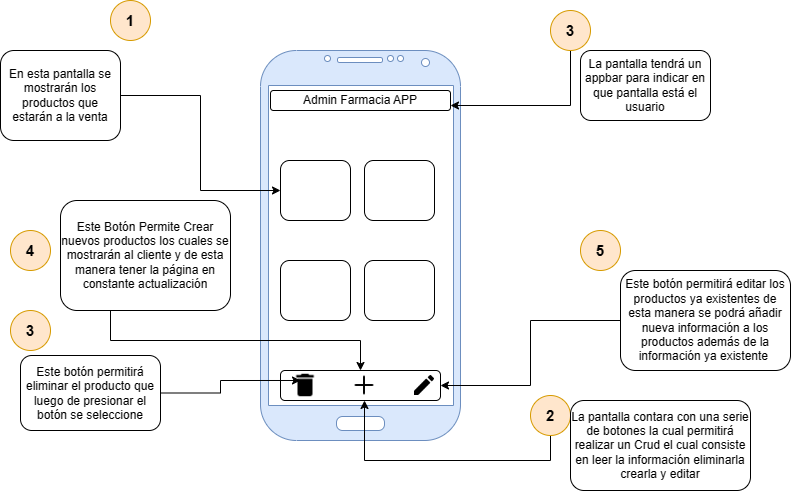 1
En esta pantalla se
mostrarán los
productos que
estarán a la venta
3
La pantalla tendrá un
appbar para indicar en
que pantalla está el
usuario
Admin Farmacia APP
4
Este Botón Permite Crear
nuevos productos los cuales se
mostrarán al cliente y de esta
manera tener la página en
constante actualización
5
Este botón permitirá editar los
productos ya existentes de
esta manera se podrá añadir
nueva información a los
productos además de la
información ya existente
3
Este botón permitirá
eliminar el producto que
luego de presionar el
botón se seleccione
2
La pantalla contara con una serie
de botones la cual permitirá
realizar un Crud el cual consiste
en leer la información eliminarla
crearla y editar